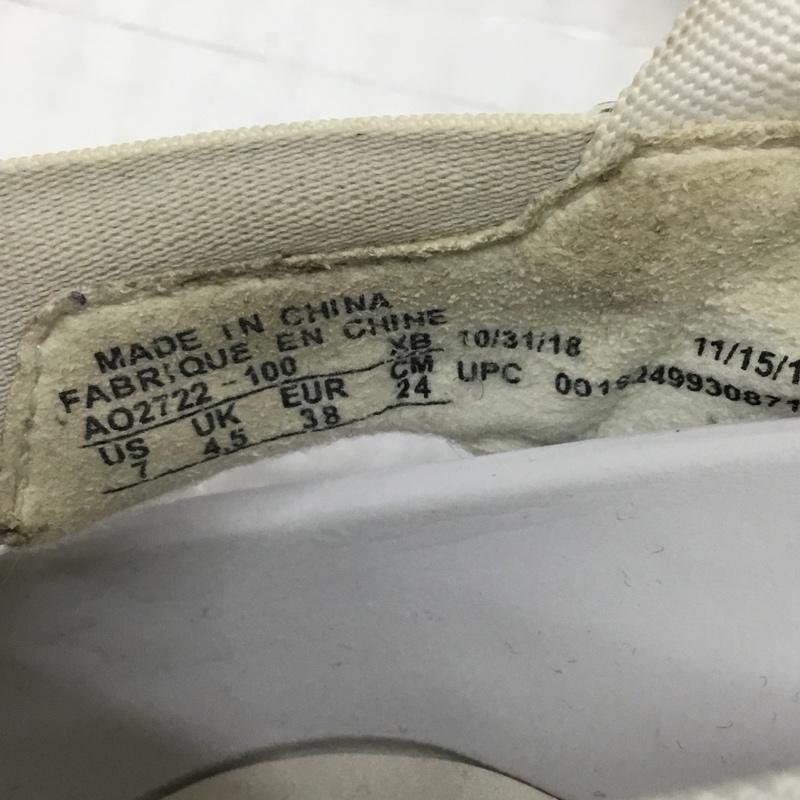 MADE IN CHINA
FABRIQUE EN CHINE
AO2722-100 XB 10/31/18 11/15/1
US UK EUR CM UPC
7 4.5 38 24